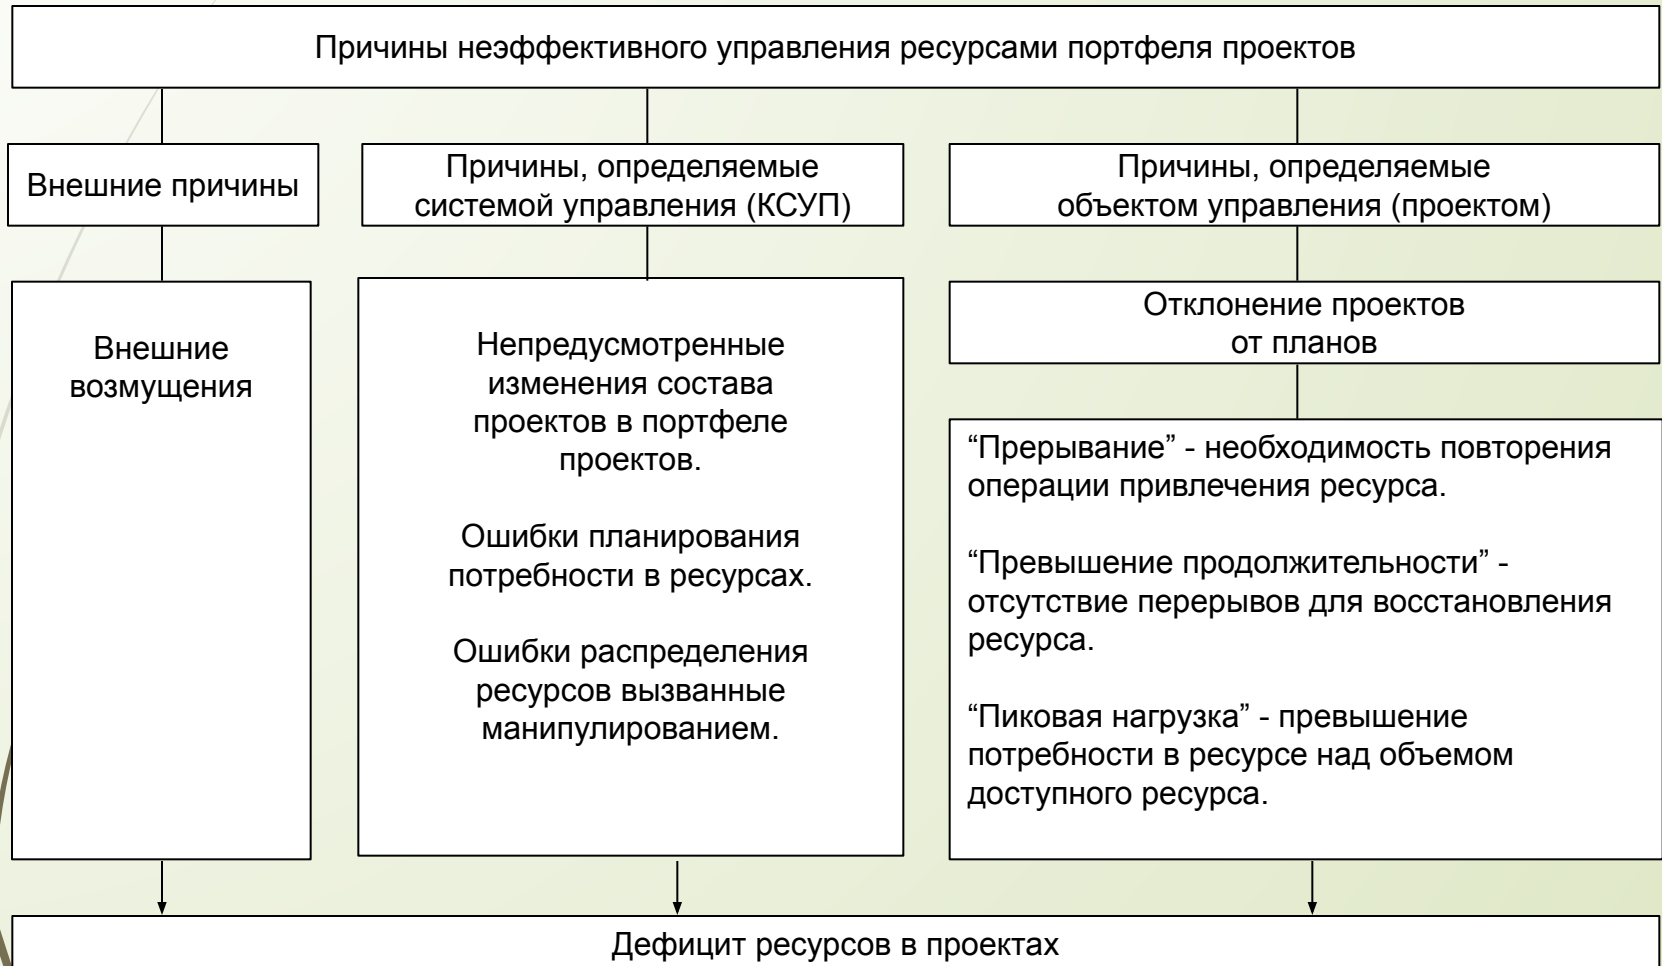 Причины неэффективного управления ресурсами портфеля проектов
Внешние причины
Причины, определяемые
системой управления (КСУП)
Причины, определяемые
объектом управления (проектом)
Внешние
возмущения
Непредусмотренные
изменения состава
проектов в портфеле
проектов.
Ошибки планирования
потребности в ресурсах.
Ошибки распределения
ресурсов вызванные
манипулированием.
Отклонение проектов
от планов
“Прерывание” - необходимость повторения
операции привлечения ресурса.
“Превышение продолжительности” -
отсутствие перерывов для восстановления
ресурса.
“Пиковая нагрузка” - превышение
потребности в ресурсе над объемом
доступного ресурса.
Дефицит ресурсов в проектах